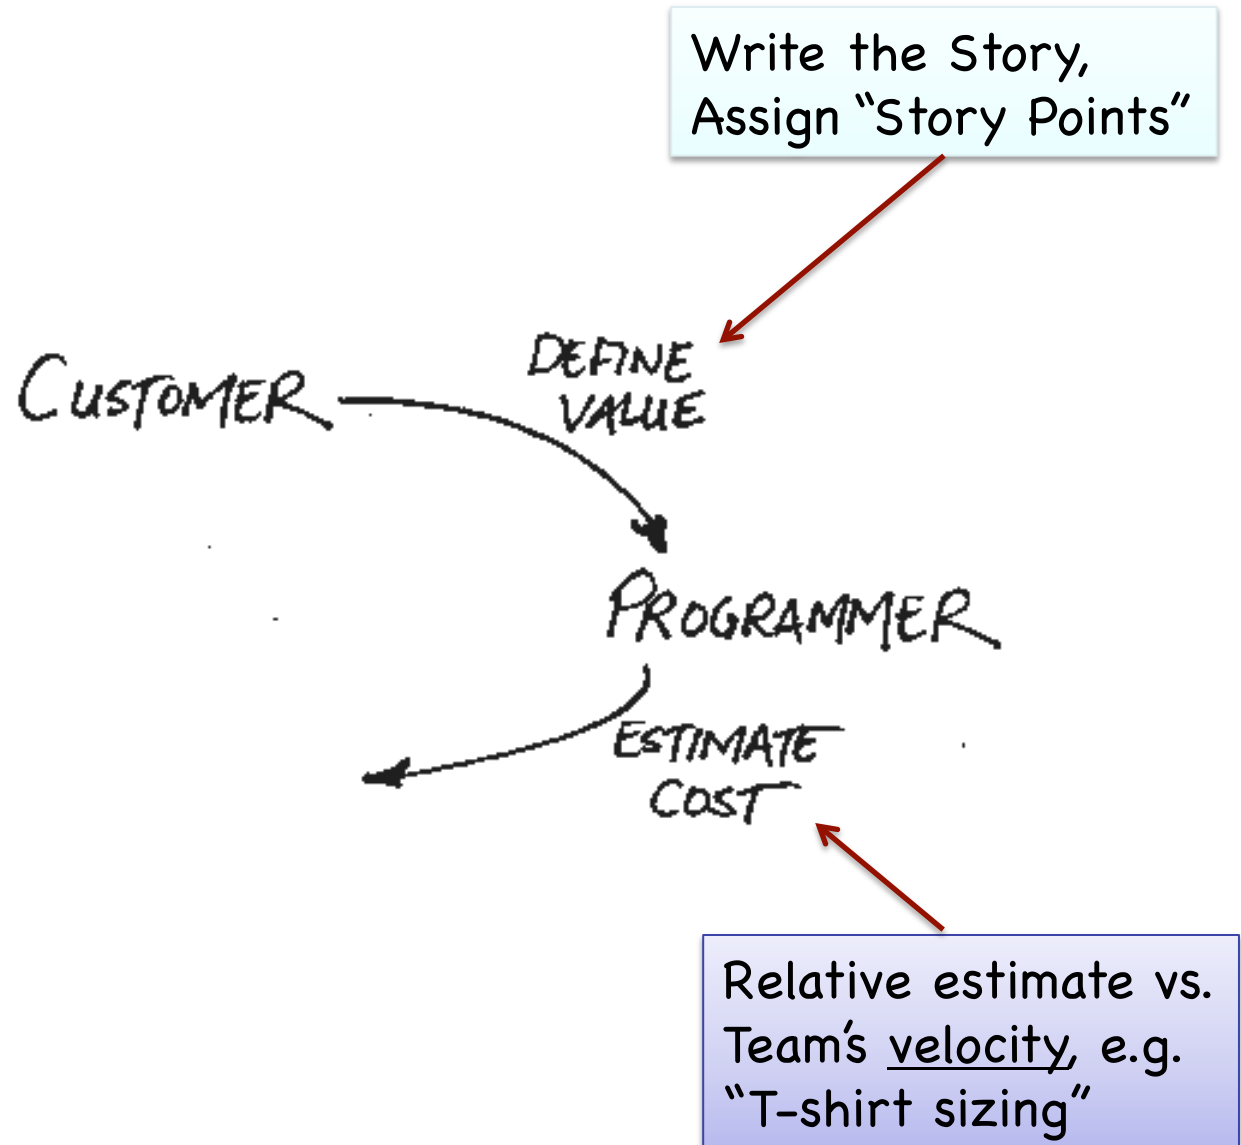 Write the Story,
Assign “Story Points”
DEFINE
VALUE
CUSTOMER
PROGRAMMER
ESTIMATE
COST
Relative estimate vs.
Team’s velocity, e.g.
“T-shirt sizing”